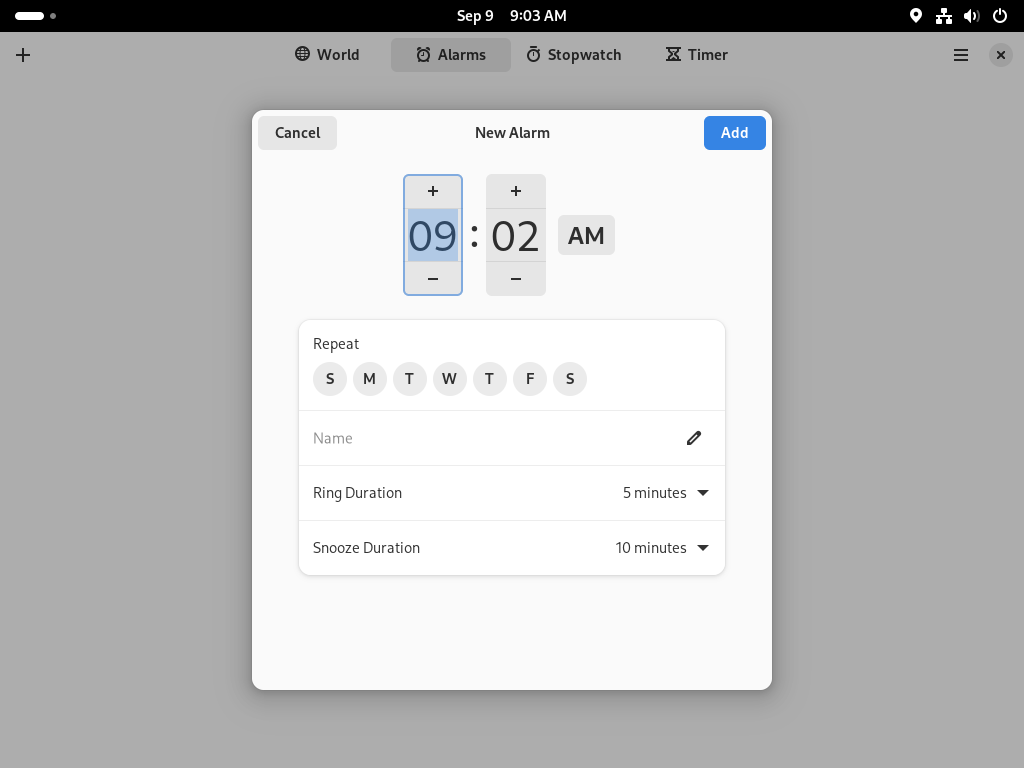 Sep 9 9:03 AM
World Alarms Stopwatch Timer
Cancel New Alarm Add
+ +
09 : 02 AM
− −
Repeat
S M T W T F S
Name
Ring Duration 5 minutes
Snooze Duration 10 minutes